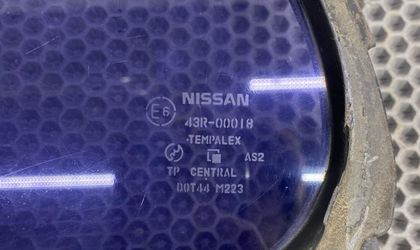 NISSAN
E6 43R-00018
TEMPALEX
AS2
TP CENTRAL
DOT44 M223